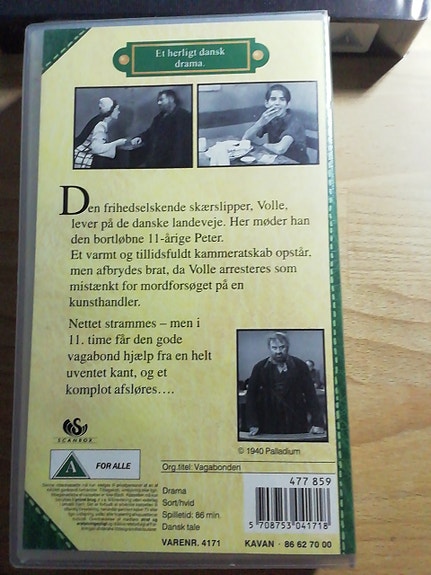 Et herligt dansk
drama.
Den frihedselskende skærslipper, Volle,
lever på de danske landeveje. Her møder han
den bortløbne 11-årige Peter.
Et varmt og tillidsfuldt kammeratskab opstår,
men afbrydes brat, da Volle arresteres som
mistænkt for mordforsøget på en
kunsthandler.
Nettet strammes – men i
11. time får den gode
vagabond hjælp fra en helt
uventet kant, og et
komplot afsløres....
© 1940 Palladium
SCANBOX
A FOR ALLE
Org.titel: Vagabonden
Drama
Sort/hvid
Spilletid: 86 min.
Dansk tale
VARENR. 4171
477 859
5 708753 041718
KAVAN · 86 62 70 00